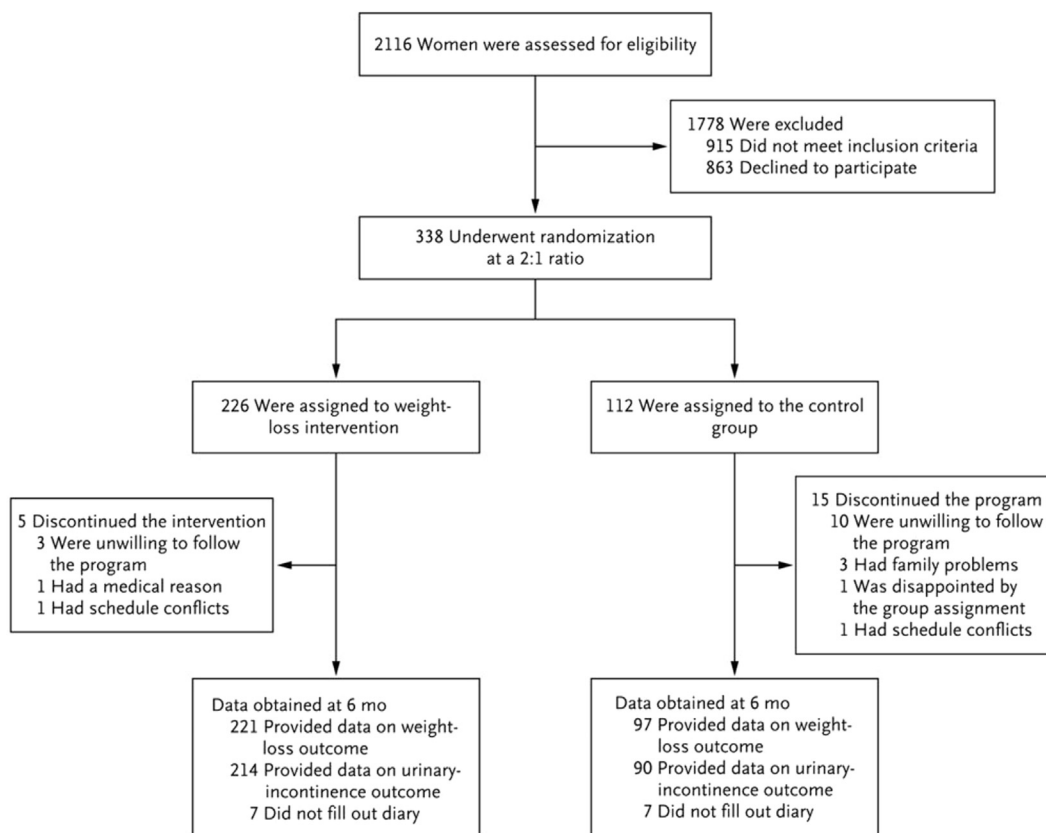 2116 Women were assessed for eligibility
1778 Were excluded
915 Did not meet inclusion criteria
863 Declined to participate
338 Underwent randomization
at a 2:1 ratio
226 Were assigned to weight-
loss intervention
112 Were assigned to the control
group
5 Discontinued the intervention
3 Were unwilling to follow
the program
1 Had a medical reason
1 Had schedule conflicts
15 Discontinued the program
10 Were unwilling to follow
the program
3 Had family problems
1 Was disappointed by
the group assignment
1 Had schedule conflicts
Data obtained at 6 mo
221 Provided data on weight-
loss outcome
214 Provided data on urinary-
incontinence outcome
7 Did not fill out diary
Data obtained at 6 mo
97 Provided data on weight-
loss outcome
90 Provided data on urinary-
incontinence outcome
7 Did not fill out diary